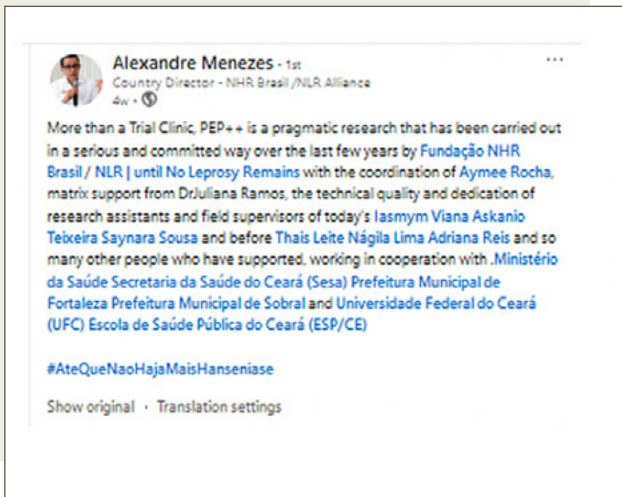 Alexandre Menezes • 1st
Country Director - NHR Brasil /NLR Alliance
4w •
More than a Trial Clinic, PEP++ is a pragmatic research that has been carried out
in a serious and committed way over the last few years by Fundação NHR
Brasil / NLR | until No Leprosy Remains with the coordination of Aymee Rocha,
matrix support from DrJuliana Ramos, the technical quality and dedication of
research assistants and field supervisors of today's Iasmym Viana Askanio
Teixeira Saynara Sousa and before Thais Leite Nágila Lima Adriana Reis and so
many other people who have supported, working in cooperation with .Ministério
da Saúde Secretaria da Saúde do Ceará (Sesa) Prefeitura Municipal de
Fortaleza Prefeitura Municipal de Sobral and Universidade Federal do Ceará
(UFC) Escola de Saúde Pública do Ceará (ESP/CE)
#AteQueNaoHajaMaisHanseniase
Show original • Translation settings